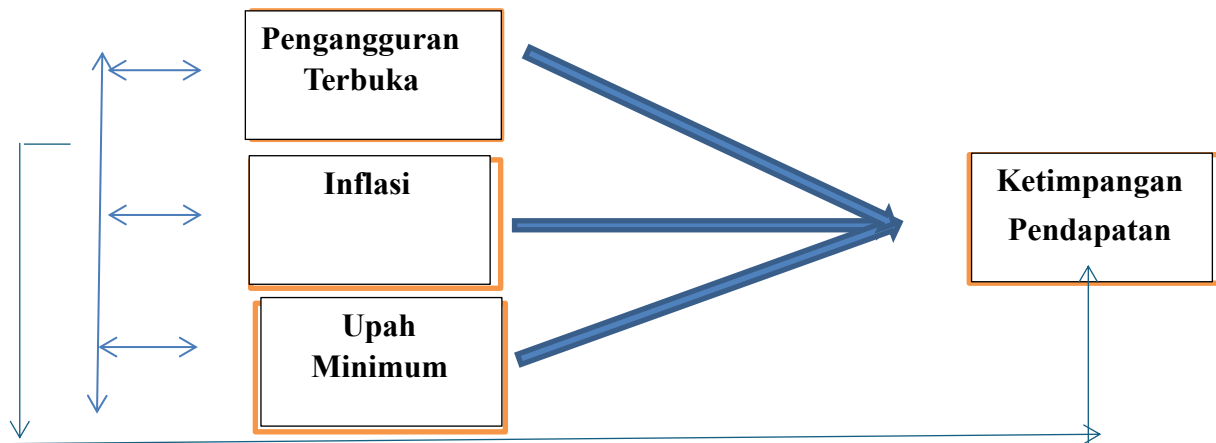 Pengangguran
Terbuka
Inflasi
Upah
Minimum
Ketimpangan
Pendapatan